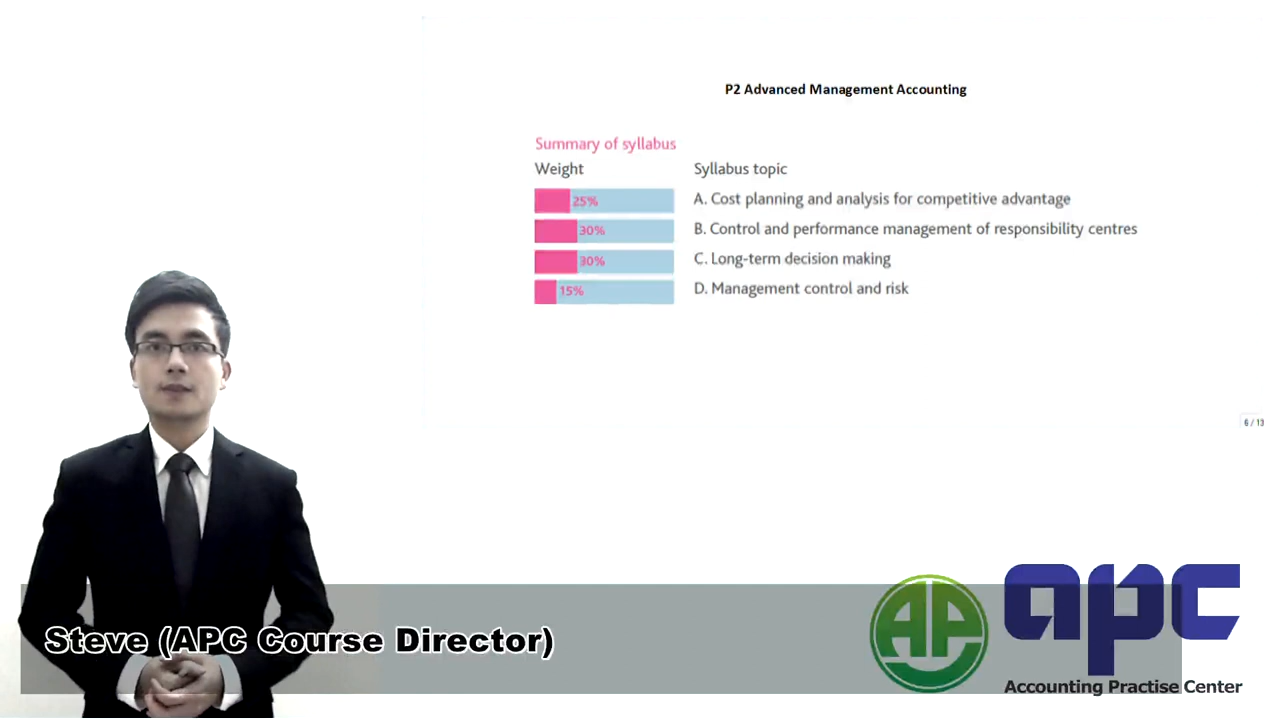 P2 Advanced Management Accounting
Summary of syllabus
Weight Syllabus topic
25% A. Cost planning and analysis for competitive advantage
30% B. Control and performance management of responsibility centres
30% C. Long-term decision making
15% D. Management control and risk
6 / 13
Steve (APC Course Director)
AP
apc
Accounting Practise Center